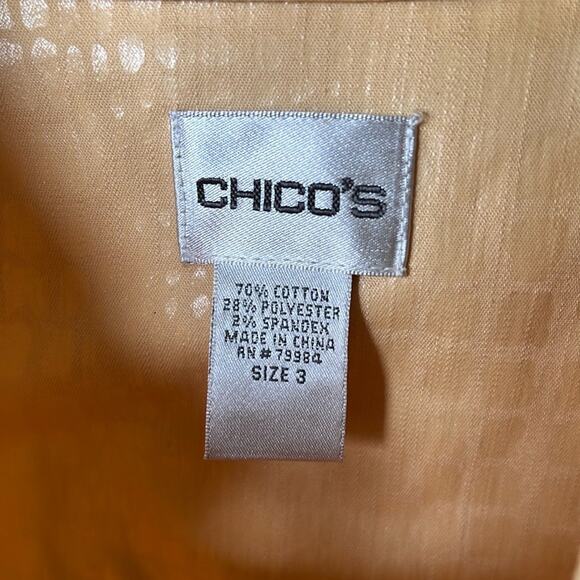 CHICO'S
70% COTTON
28% POLYESTER
2% SPANDEX
MADE IN CHINA
RN# 79984
SIZE 3